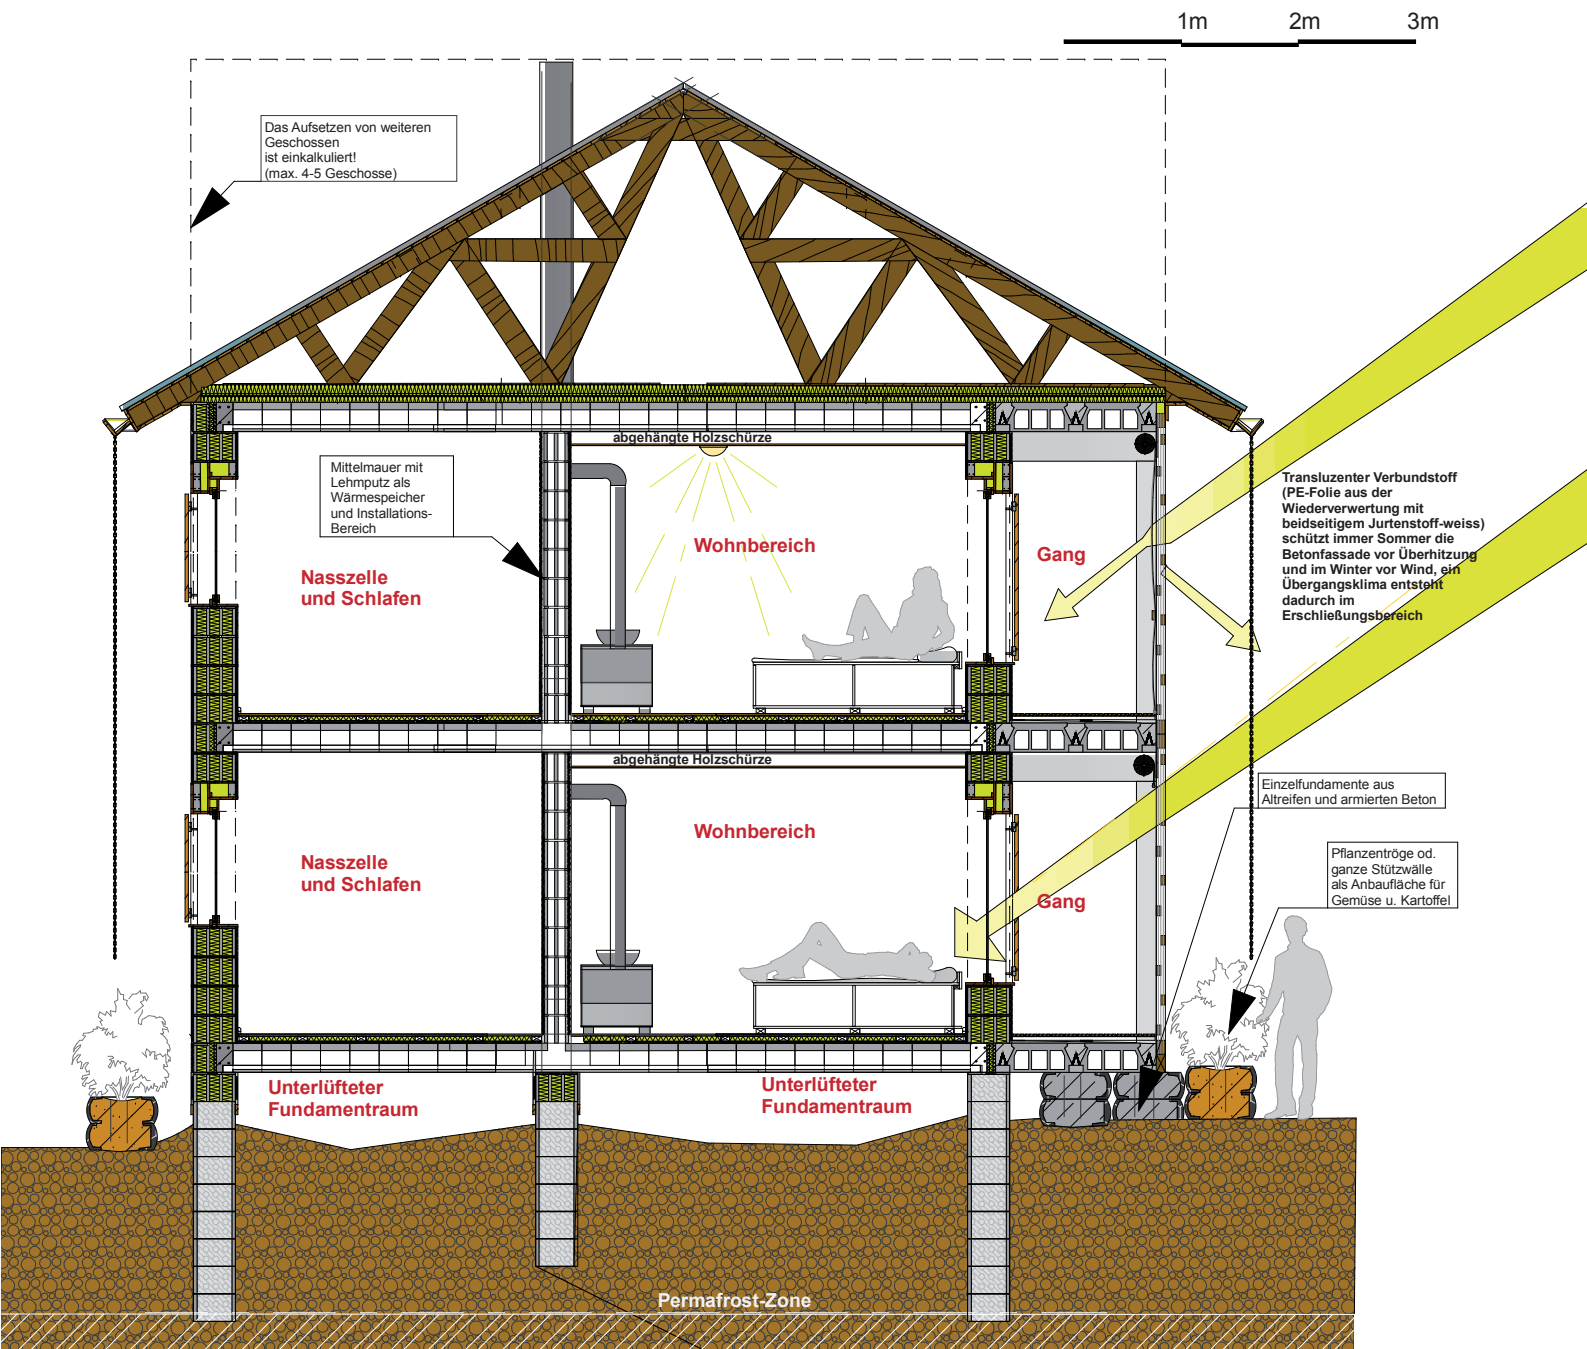 1m 2m 3m
Das Aufsetzen von weiteren
Geschossen
ist einkalkuliert!
(max. 4-5 Geschosse)
abgehängte Holzschürze
Mittelmauer mit
Lehmputz als
Wärmespeicher
und Installations-
Bereich
Transluzenter Verbundstoff
(PE-Folie aus der
Wiederverwertung mit
beidseitigem Jurtenstoff-weiss)
schützt immer Sommer die
Betonfassade vor Überhitzung
und im Winter vor Wind, ein
Übergangsklima entsteht
dadurch im
Erschließungsbereich
Nasszelle
und Schlafen
Wohnbereich
Gang
abgehängte Holzschürze
Einzelfundamente aus
Altreifen und armierten Beton
Wohnbereich
Nasszelle
und Schlafen
Gang
Pflanzentröge od.
ganze Stützwälle
als Anbaufläche für
Gemüse u. Kartoffel
Unterlüfteter
Fundamentraum
Unterlüfteter
Fundamentraum
Permafrost-Zone